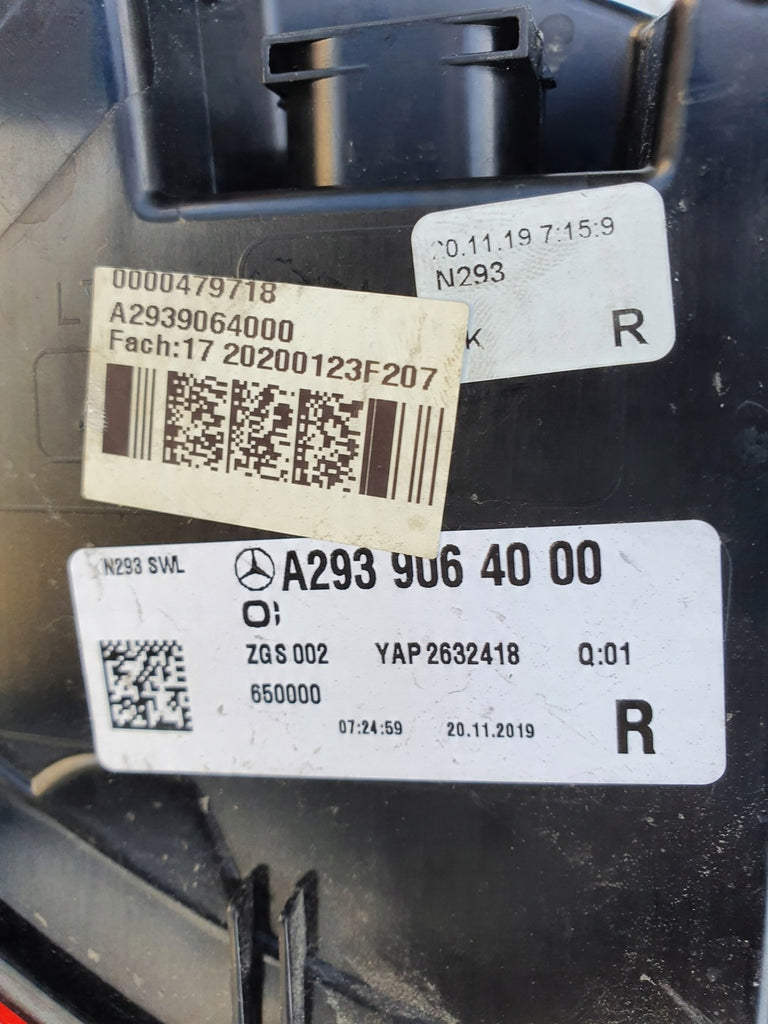 20.11.19 7:15:9
N293
K
R
0000479718
A2939064000
Fach:17 20200123F207
N293 SWL
A293 906 40 00
ZGS 002 YAP 2632418 Q:01
650000
07:24:59 20.11.2019
R